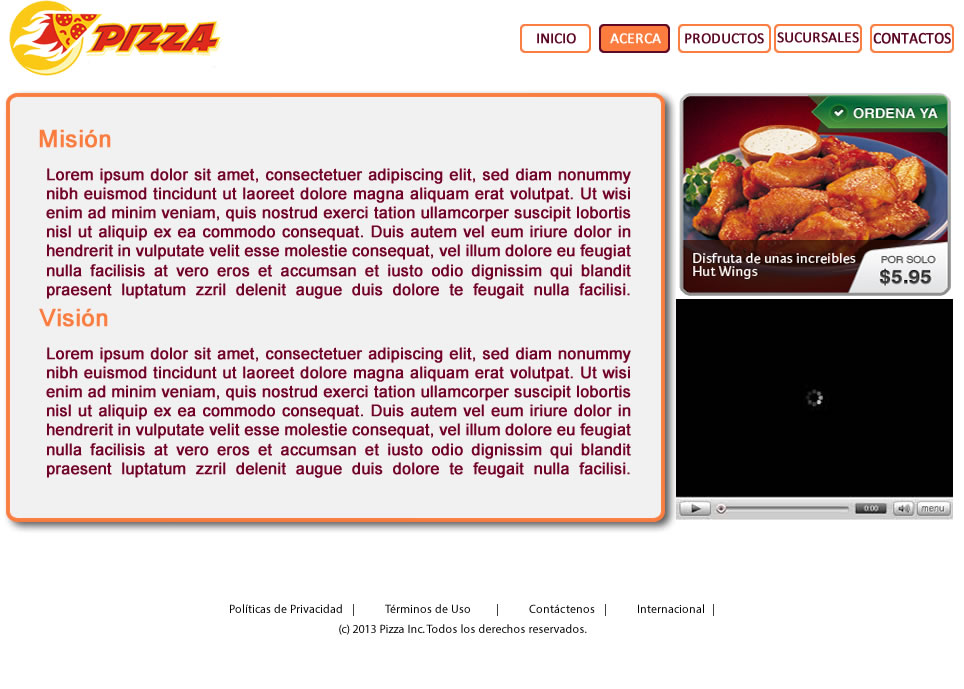 PIZZA
INICIO ACERCA PRODUCTOS SUCURSALES CONTACTOS
Misión
Lorem ipsum dolor sit amet, consectetuer adipiscing elit, sed diam nonummy
nibh euismod tincidunt ut laoreet dolore magna aliquam erat volutpat. Ut wisi
enim ad minim veniam, quis nostrud exerci tation ullamcorper suscipit lobortis
nisl ut aliquip ex ea commodo consequat. Duis autem vel eum iriure dolor in
hendrerit in vulputate velit esse molestie consequat, vel illum dolore eu feugiat
nulla facilisis at vero eros et accumsan et iusto odio dignissim qui blandit
praesent luptatum zzril delenit augue duis dolore te feugait nulla facilisi.
Visión
Lorem ipsum dolor sit amet, consectetuer adipiscing elit, sed diam nonummy
nibh euismod tincidunt ut laoreet dolore magna aliquam erat volutpat. Ut wisi
enim ad minim veniam, quis nostrud exerci tation ullamcorper suscipit lobortis
nisl ut aliquip ex ea commodo consequat. Duis autem vel eum iriure dolor in
hendrerit in vulputate velit esse molestie consequat, vel illum dolore eu feugiat
nulla facilisis at vero eros et accumsan et iusto odio dignissim qui blandit
praesent luptatum zzril delenit augue duis dolore te feugait nulla facilisi.
ORDENA YA
Disfruta de unas increibles
Hut Wings
POR SOLO
$5.95
0:00 menu
Políticas de Privacidad | Términos de Uso | Contáctenos | Internacional |
(c) 2013 Pizza Inc. Todos los derechos reservados.